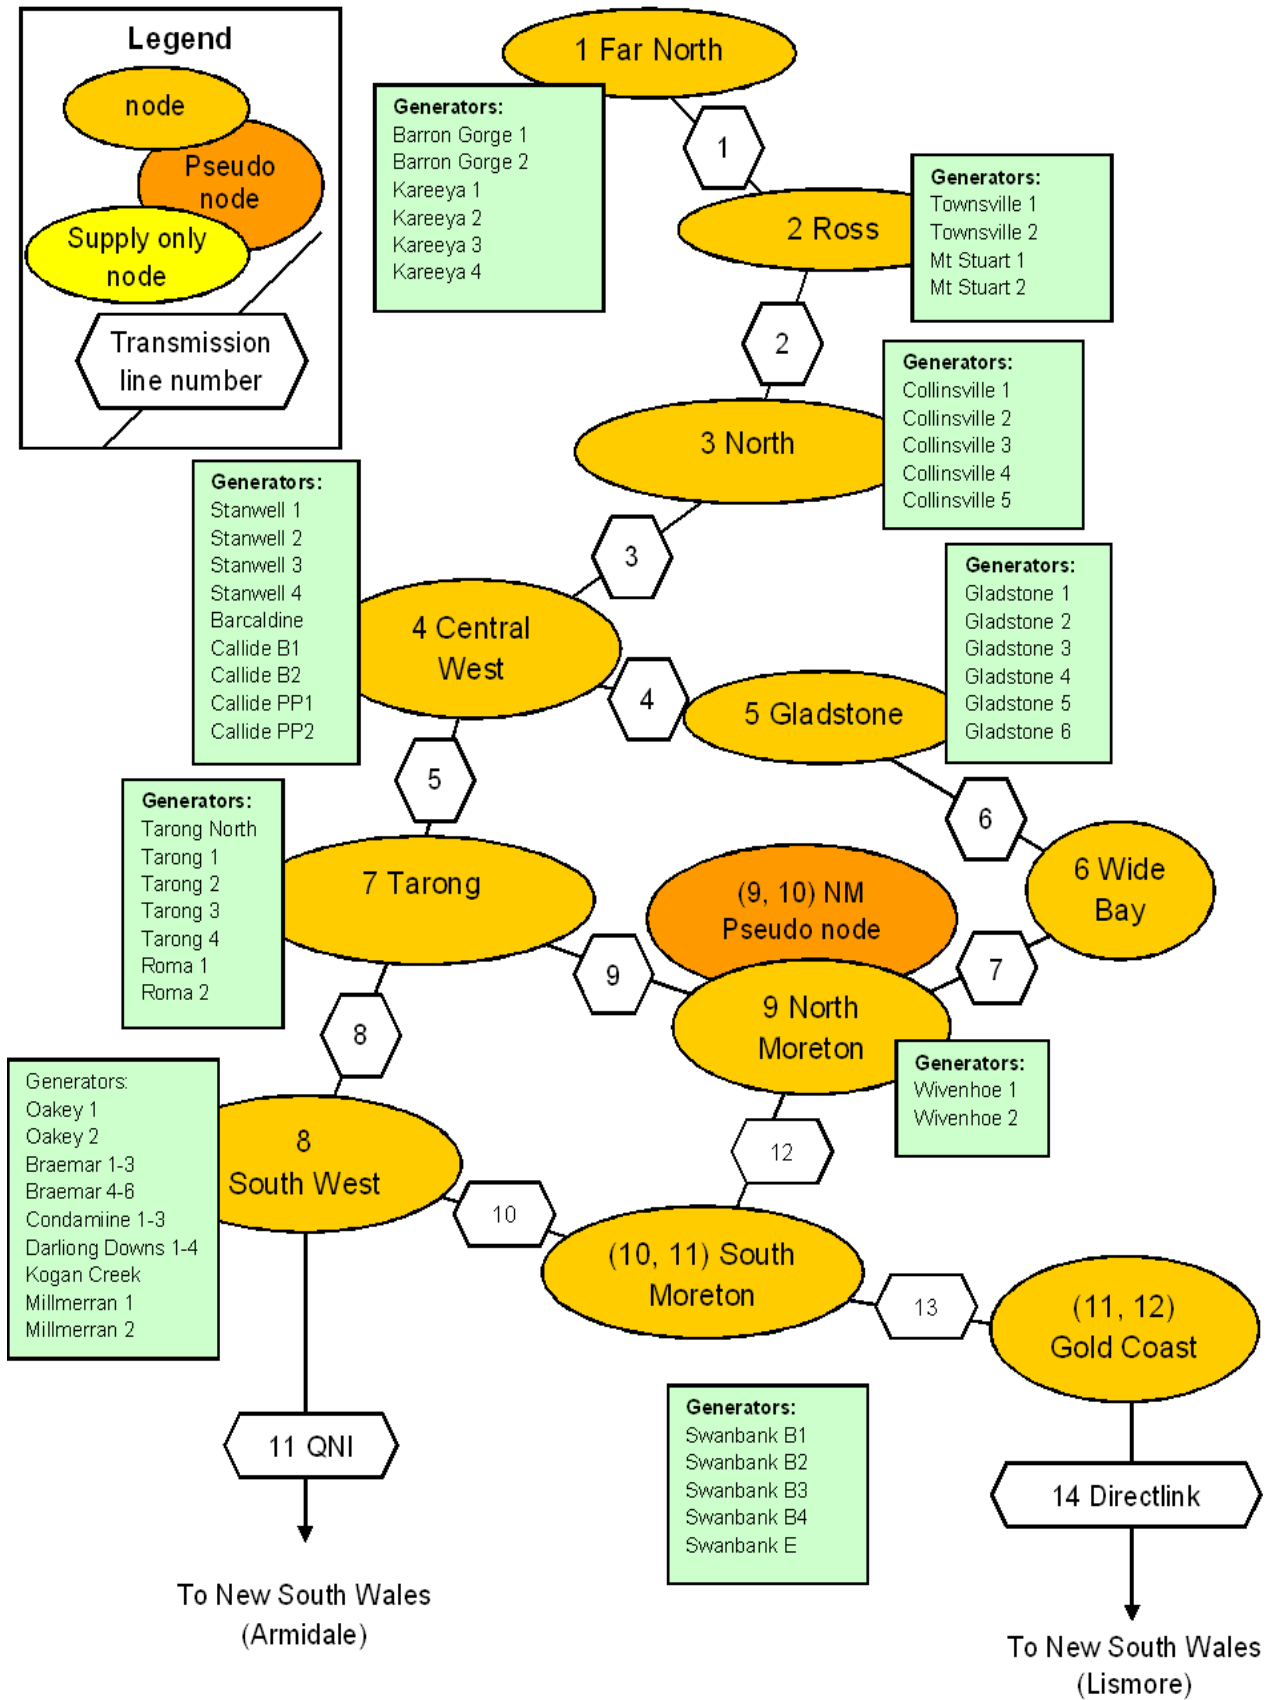 Legend
node
Pseudo
node
Supply only
node
Transmission
line number
1 Far North
Generators:
Barron Gorge 1
Barron Gorge 2
Kareeya 1
Kareeya 2
Kareeya 3
Kareeya 4
1
2 Ross
Generators:
Townsville 1
Townsville 2
Mt Stuart 1
Mt Stuart 2
2
3 North
Generators:
Collinsville 1
Collinsville 2
Collinsville 3
Collinsville 4
Collinsville 5
3
Generators:
Stanwell 1
Stanwell 2
Stanwell 3
Stanwell 4
Barcaldine
Callide B1
Callide B2
Callide PP1
Callide PP2
4 Central
West
4
5 Gladstone
Generators:
Gladstone 1
Gladstone 2
Gladstone 3
Gladstone 4
Gladstone 5
Gladstone 6
5
6
6 Wide
Bay
Generators:
Tarong North
Tarong 1
Tarong 2
Tarong 3
Tarong 4
Roma 1
Roma 2
7 Tarong
(9, 10) NM
Pseudo node
7
9
9 North
Moreton
Generators:
Wivenhoe 1
Wivenhoe 2
8
Generators:
Oakey 1
Oakey 2
Braemar 1-3
Braemar 4-6
Condamiine 1-3
Darliong Downs 1-4
Kogan Creek
Millmerran 1
Millmerran 2
8
South West
12
10
(10, 11) South
Moreton
13
(11, 12)
Gold Coast
Generators:
Swanbank B1
Swanbank B2
Swanbank B3
Swanbank B4
Swanbank E
11 QNI
14 Directlink
To New South Wales
(Armidale)
To New South Wales
(Lismore)